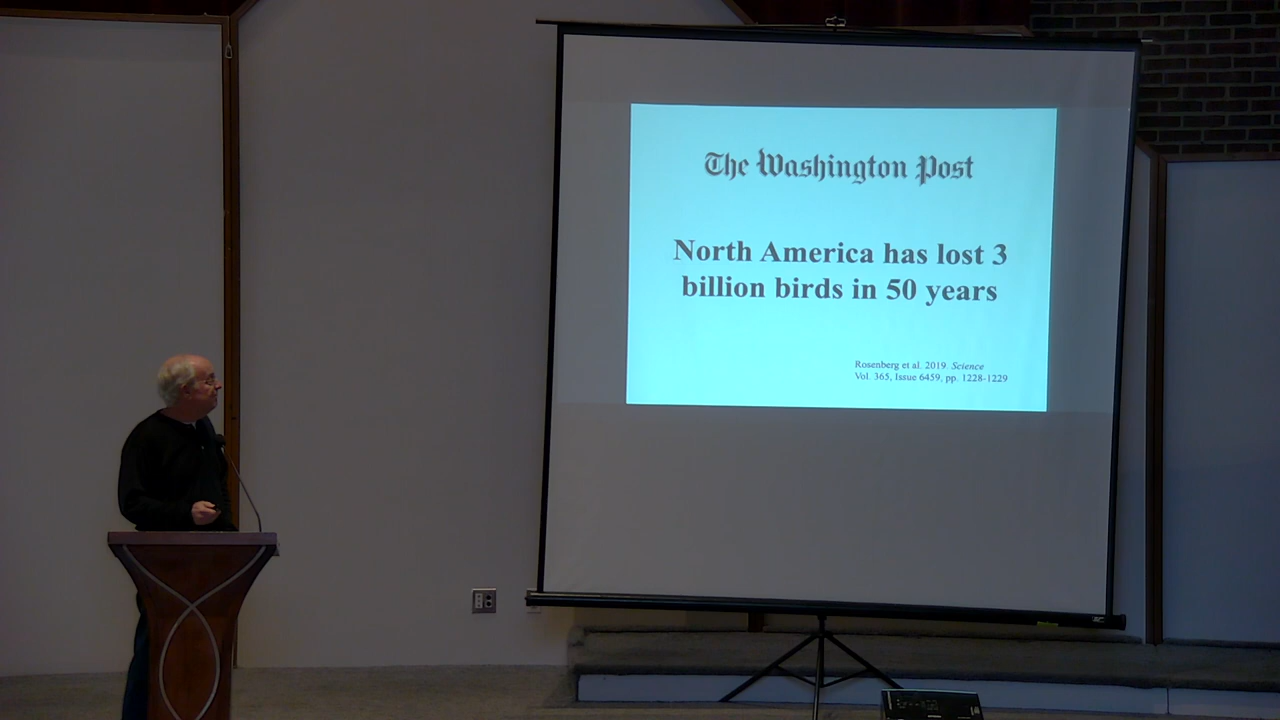 The Washington Post
North America has lost 3
billion birds in 50 years
Rosenberg et al. 2019. Science
Vol. 365, Issue 6459, pp. 1228-1229